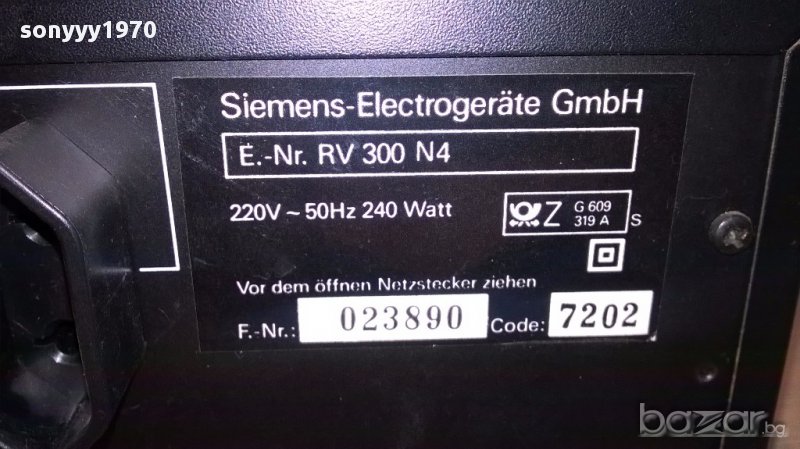 sonyyy1970
Siemens-Electrogeräte GmbH
E.-Nr. RV 300 N4
220V ~ 50Hz 240 Watt
Z G 609
319 A S
Vor dem öffnen Netzstecker ziehen
F.-Nr.: 023890 Code: 7202
bazar.bg